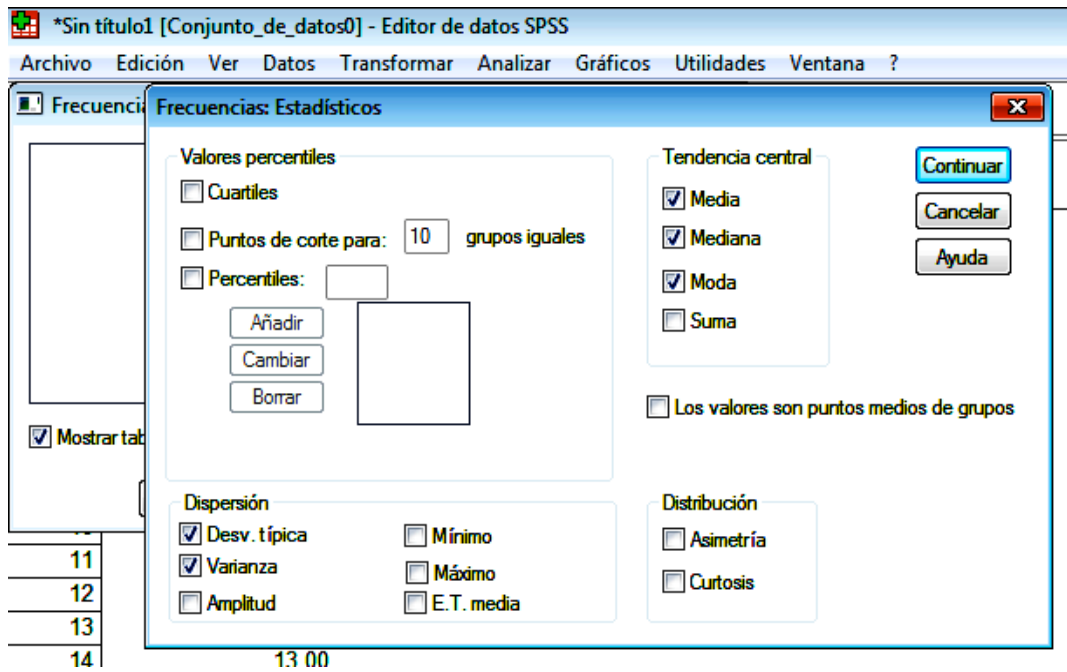 *Sin título1 [Conjunto_de_datos0] - Editor de datos SPSS
Archivo Edición Ver Datos Transformar Analizar Gráficos Utilidades Ventana ?
Frecuencia
Frecuencias: Estadísticos
Valores percentiles
Cuartiles
Puntos de corte para: 10 grupos iguales
Percentiles:
Añadir
Cambiar
Borrar
Tendencia central
Media
Mediana
Moda
Suma
Continuar
Cancelar
Ayuda
Los valores son puntos medios de grupos
Mostrar tab
Dispersión
Desv. típica
Varianza
Amplitud
Mínimo
Máximo
E.T. media
Distribución
Asimetría
Curtosis
11
12
13
14 13,00